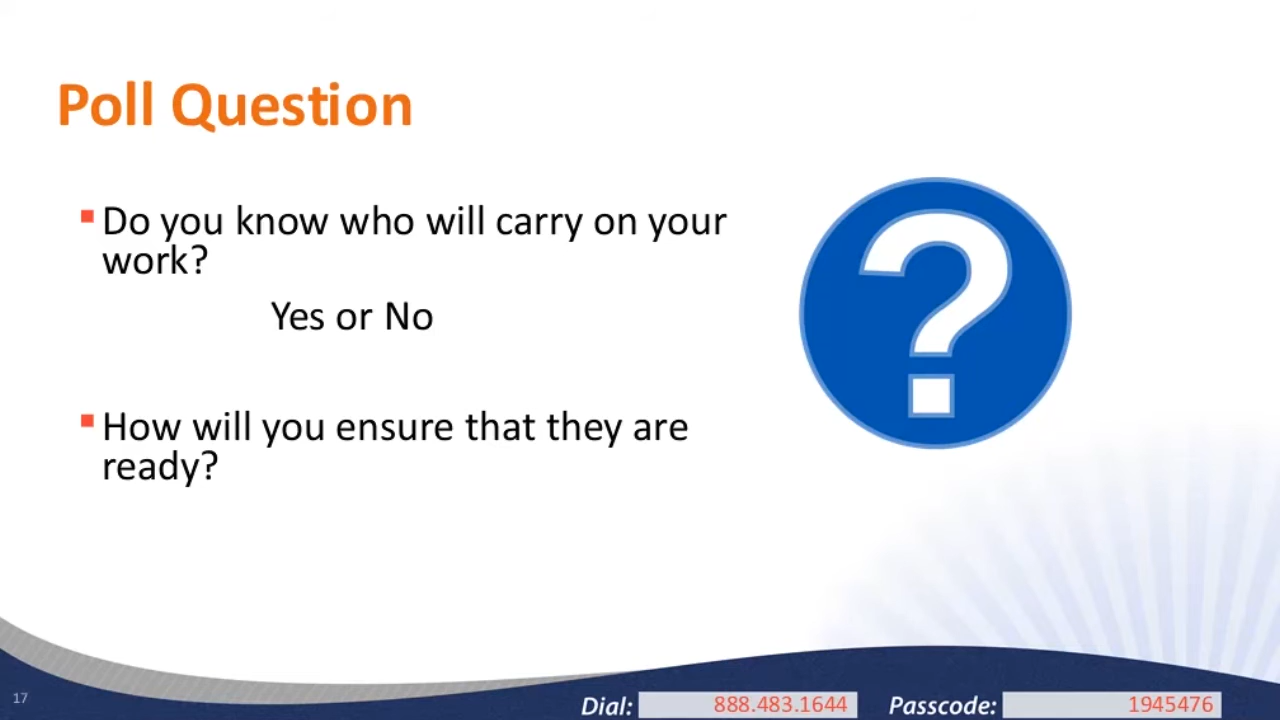 Poll Question
Do you know who will carry on your
work?
Yes or No
How will you ensure that they are
ready?
17
Dial: 888.483.1644 Passcode: 1945476